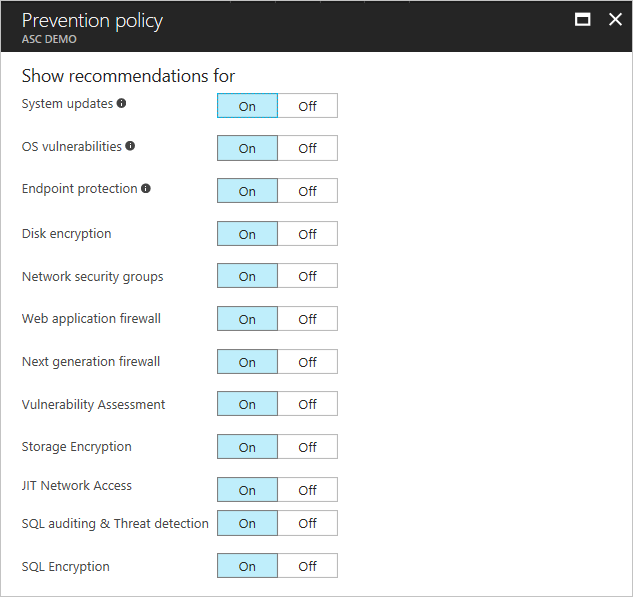 Prevention policy
ASC DEMO
Show recommendations for
System updates On Off
OS vulnerabilities On Off
Endpoint protection On Off
Disk encryption On Off
Network security groups On Off
Web application firewall On Off
Next generation firewall On Off
Vulnerability Assessment On Off
Storage Encryption On Off
JIT Network Access On Off
SQL auditing & Threat detection On Off
SQL Encryption On Off